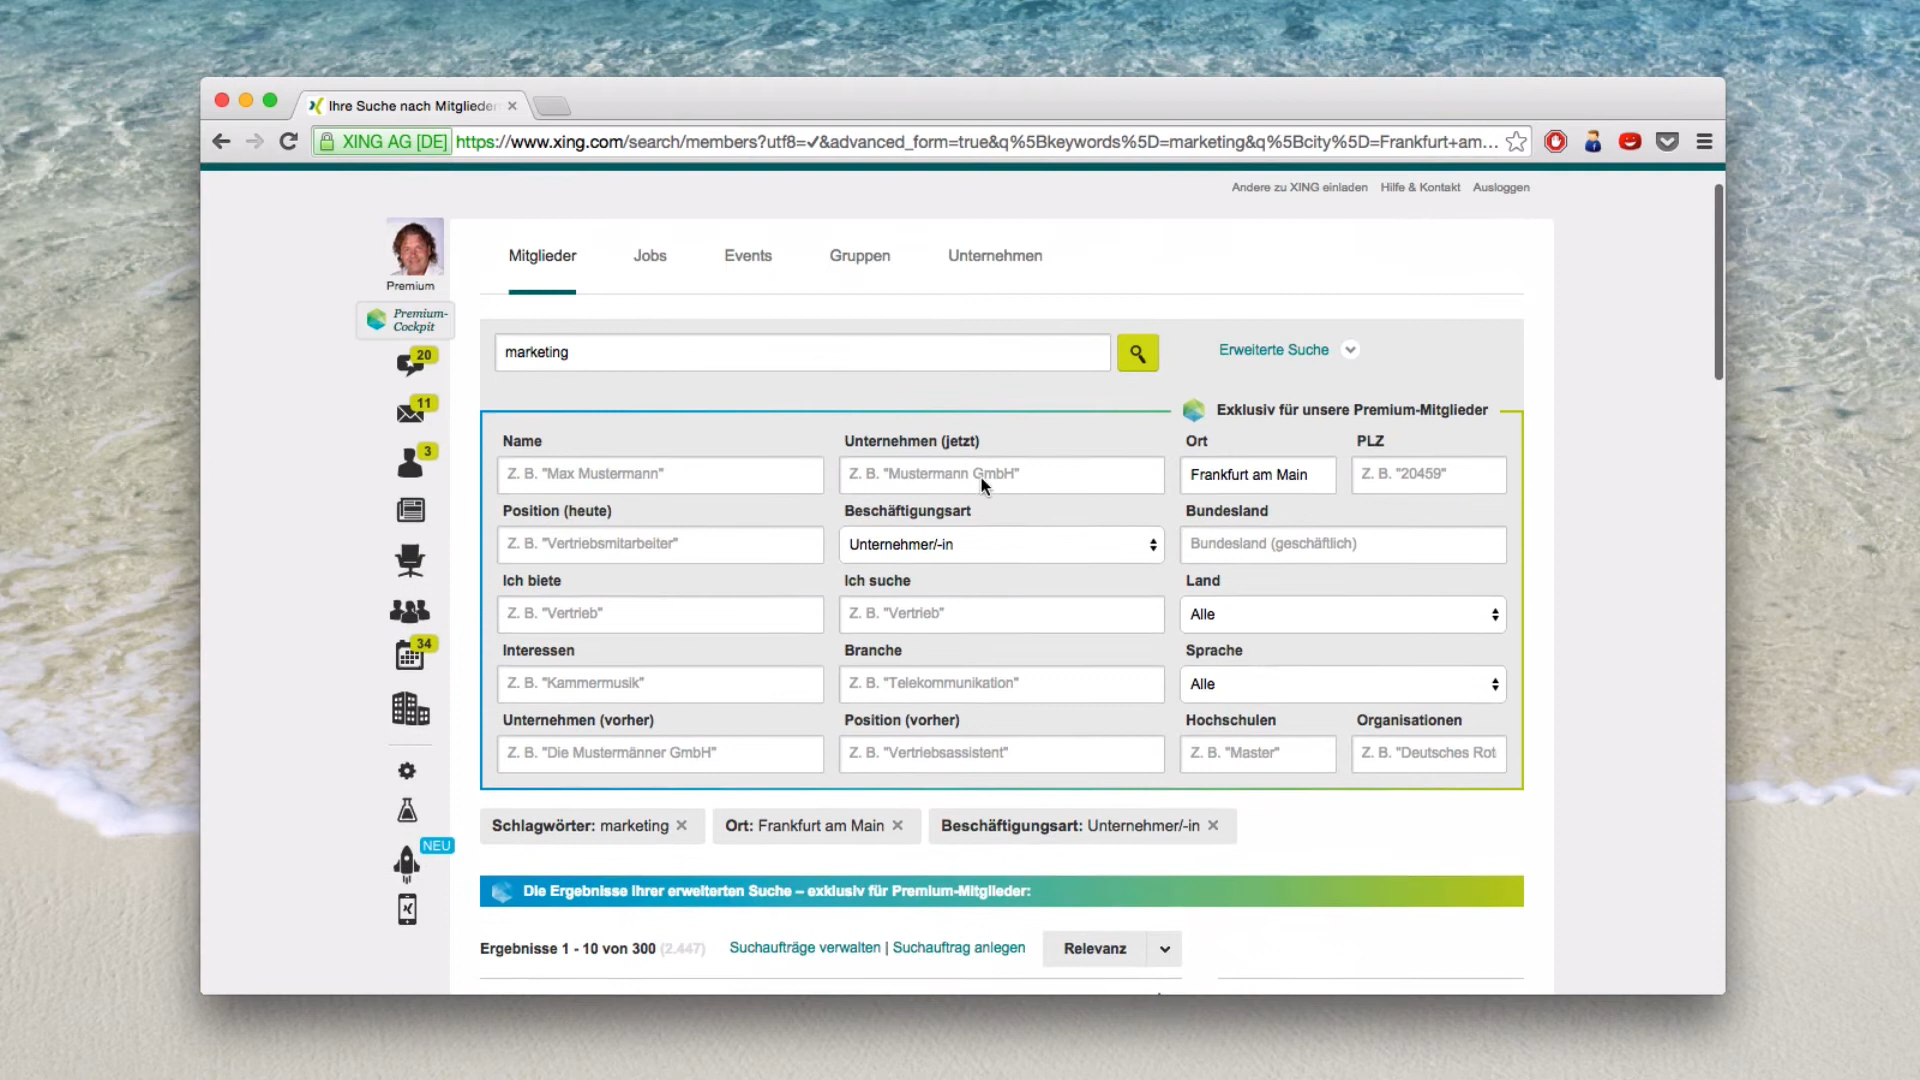 Ihre Suche nach Mitglieder
XING AG [DE] https://www.xing.com/search/members?utf8=✓&advanced_form=true&q%5Bkeywords%5D=marketing&q%5Bcity%5D=Frankfurt+am...
Andere zu XING einladen Hilfe & Kontakt Ausloggen
Premium
Premium-
Cockpit
20
11
3
34
NEU
Mitglieder Jobs Events Gruppen Unternehmen
marketing
Erweiterte Suche
Exklusiv für unsere Premium-Mitglieder
Name Unternehmen (jetzt) Ort PLZ
Z. B. "Max Mustermann" Z. B. "Mustermann GmbH" Frankfurt am Main Z. B. "20459"
Position (heute) Beschäftigungsart Bundesland
Z. B. "Vertriebsmitarbeiter" Unternehmer/-in Bundesland (geschäftlich)
Ich biete Ich suche Land
Z. B. "Vertrieb" Z. B. "Vertrieb" Alle
Interessen Branche Sprache
Z. B. "Kammermusik" Z. B. "Telekommunikation" Alle
Unternehmen (vorher) Position (vorher) Hochschulen Organisationen
Z. B. "Die Mustermänner GmbH" Z. B. "Vertriebsassistent" Z. B. "Master" Z. B. "Deutsches Rot
Schlagwörter: marketing Ort: Frankfurt am Main Beschäftigungsart: Unternehmer/-in
Die Ergebnisse Ihrer erweiterten Suche – exklusiv für Premium-Mitglieder:
Ergebnisse 1 - 10 von 300 (2.447) Suchaufträge verwalten | Suchauftrag anlegen Relevanz